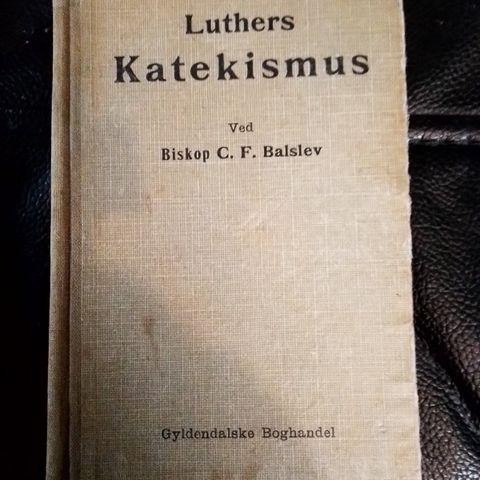 Luthers
Katekismus
Ved
Biskop C. F. Balslev
Gyldendalske Boghandel